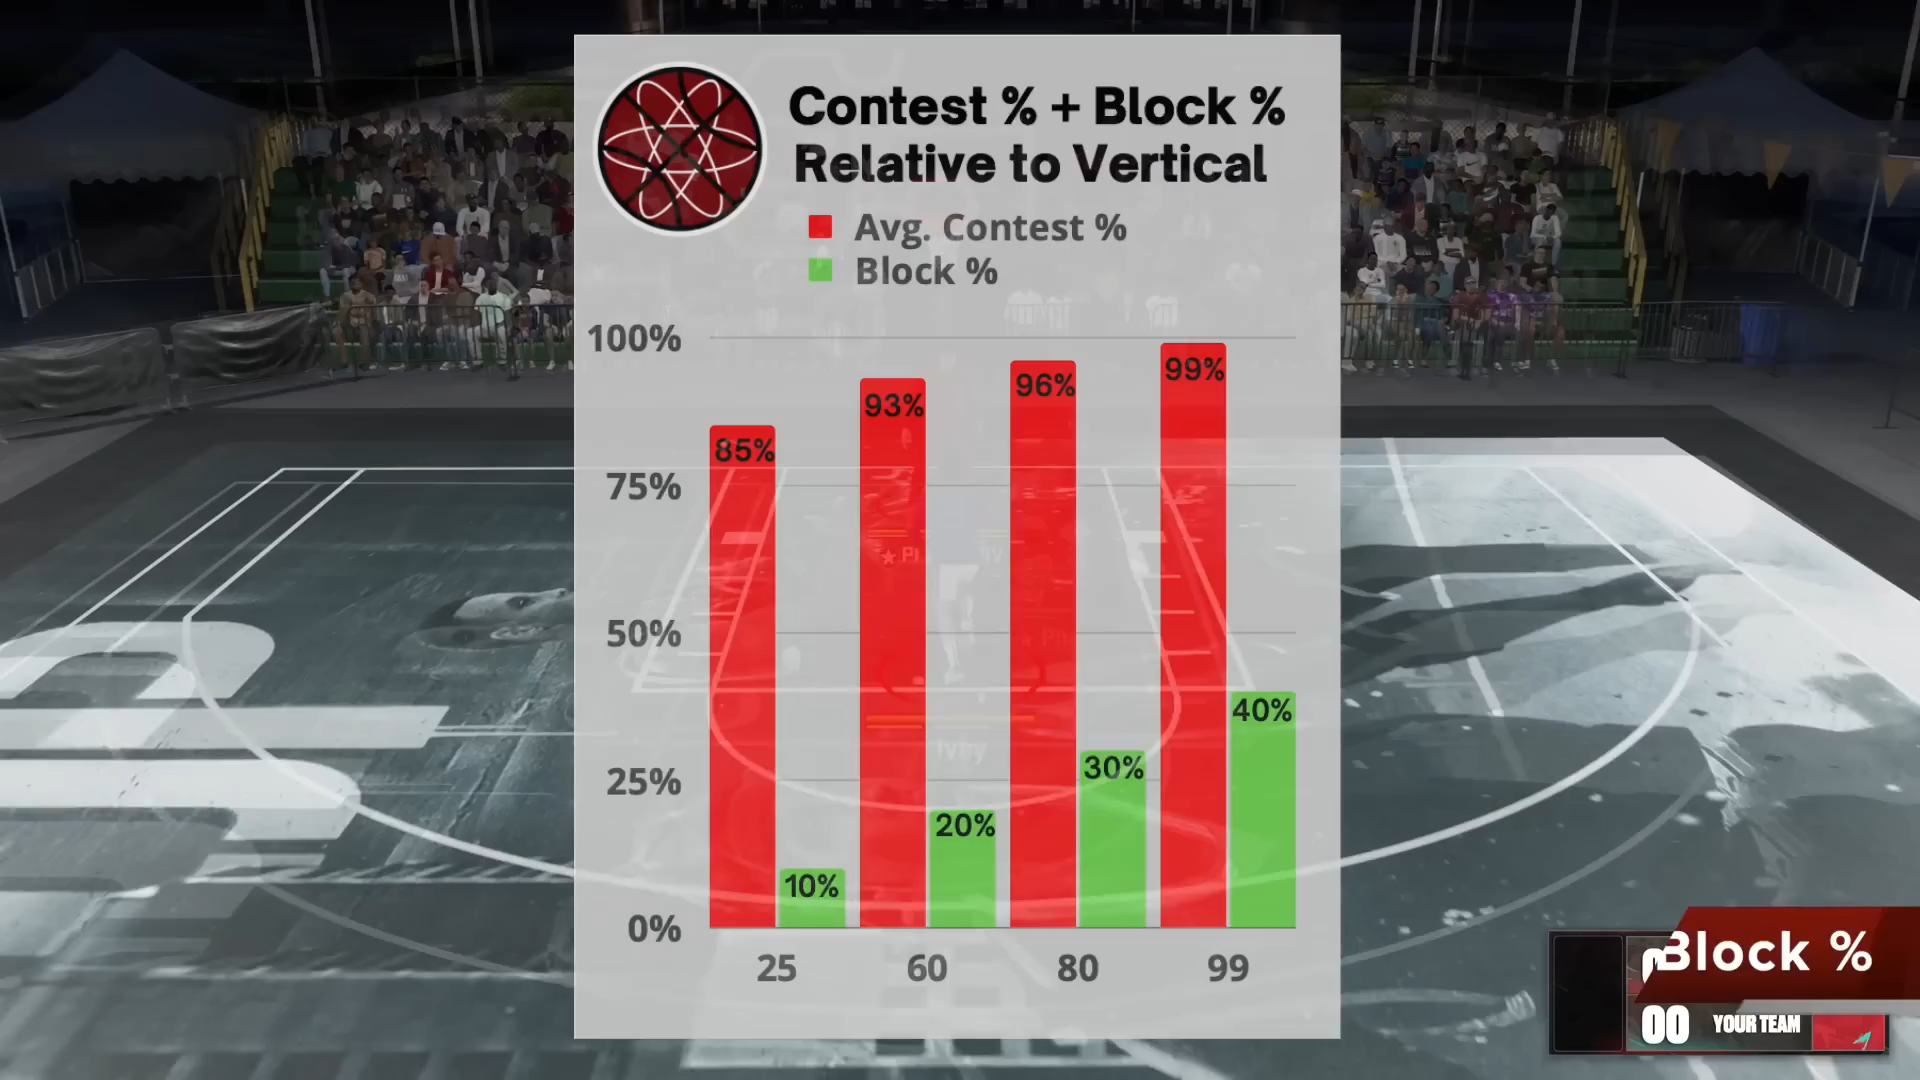 Contest % + Block %
Relative to Vertical
Avg. Contest %
Block %
100%
75%
50%
25%
0%
85%
10%
93%
20%
96%
30%
99%
40%
25
60
80
99
Block %
00 YOUR TEAM